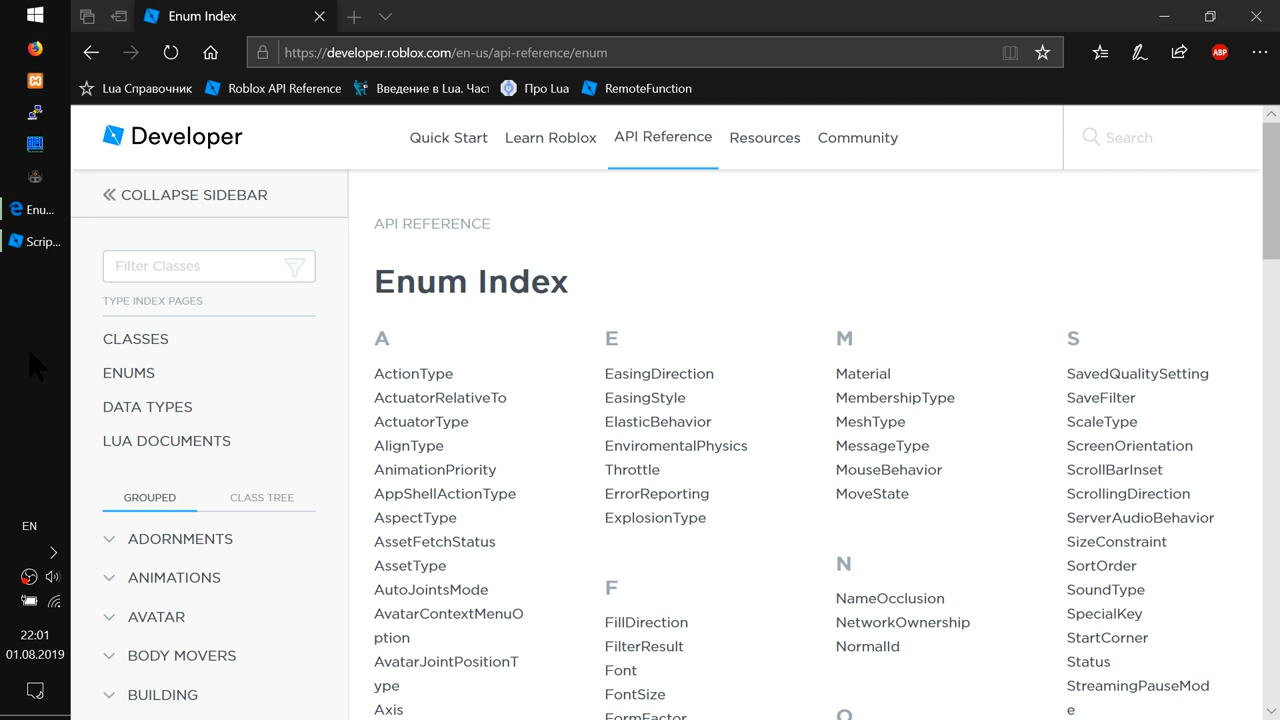 Enum Index
https://developer.roblox.com/en-us/api-reference/enum
ABP
Lua Справочник
Roblox API Reference
Введение в Lua. Част
Про Lua
RemoteFunction
Enu...
Scrip...
EN
22:01
01.08.2019
Developer
Quick Start
Learn Roblox
API Reference
Resources
Community
Search
COLLAPSE SIDEBAR
Filter Classes
TYPE INDEX PAGES
CLASSES
ENUMS
DATA TYPES
LUA DOCUMENTS
GROUPED
CLASS TREE
ADORNMENTS
ANIMATIONS
AVATAR
BODY MOVERS
BUILDING
API REFERENCE
Enum Index
A
ActionType
ActuatorRelativeTo
ActuatorType
AlignType
AnimationPriority
AppShellActionType
AspectType
AssetFetchStatus
AssetType
AutoJointsMode
AvatarContextMenuO
ption
AvatarJointPositionT
ype
Axis
E
EasingDirection
EasingStyle
ElasticBehavior
EnviromentalPhysics
Throttle
ErrorReporting
ExplosionType
F
FillDirection
FilterResult
Font
FontSize
FormFactor
M
Material
MembershipType
MeshType
MessageType
MouseBehavior
MoveState
N
NameOcclusion
NetworkOwnership
NormalId
O
S
SavedQualitySetting
SaveFilter
ScaleType
ScreenOrientation
ScrollBarInset
ScrollingDirection
ServerAudioBehavior
SizeConstraint
SortOrder
SoundType
SpecialKey
StartCorner
Status
StreamingPauseMod
e